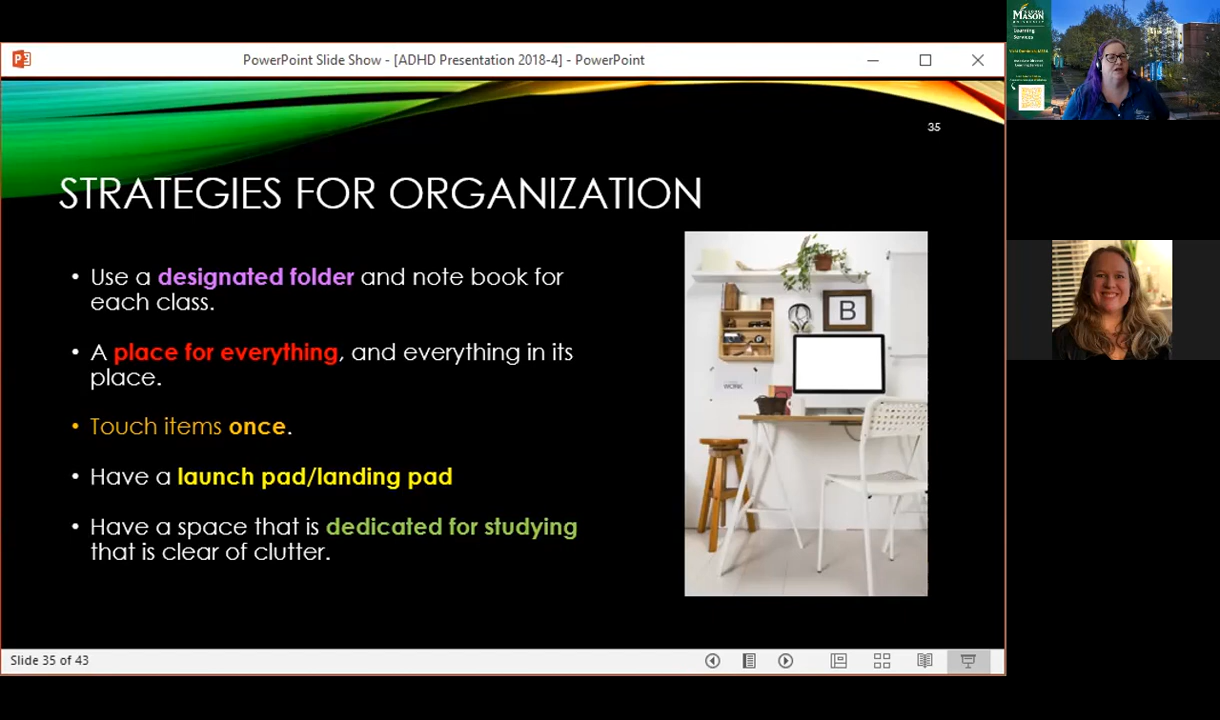 PowerPoint Slide Show - [ADHD Presentation 2018-4] - PowerPoint
MASON
Learning
Services
35
STRATEGIES FOR ORGANIZATION
• Use a designated folder and note book for
each class.
• A place for everything, and everything in its
place.
• Touch items once.
• Have a launch pad/landing pad
• Have a space that is dedicated for studying
that is clear of clutter.
B
WORK
Slide 35 of 43